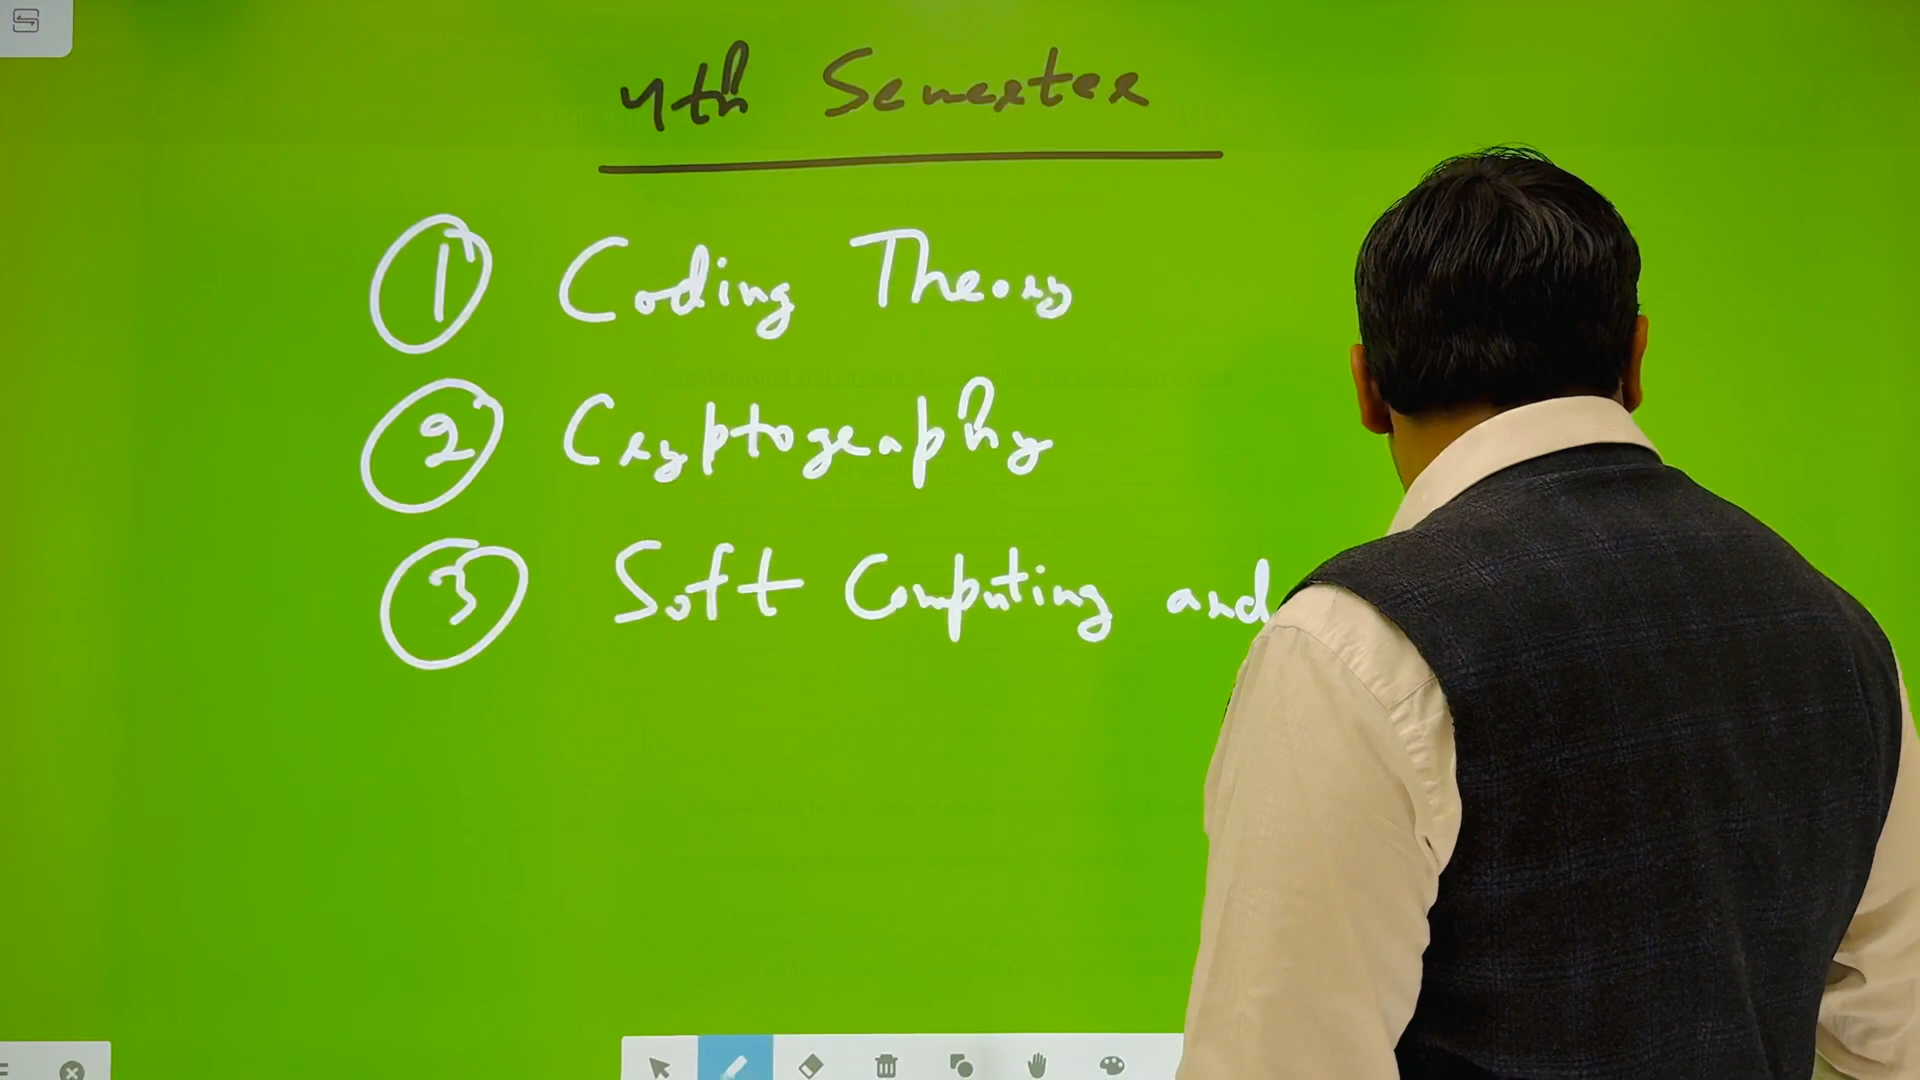 4th Semester
① Coding Theory
② Cryptography
③ Soft Computing and